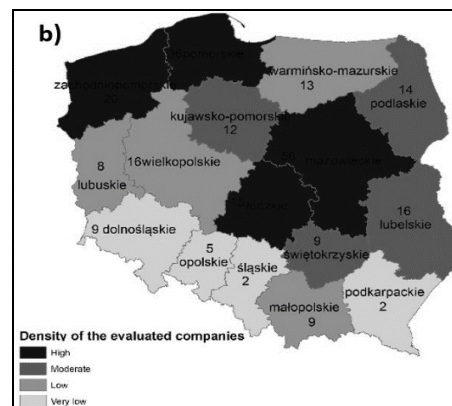 b)
pomorskie
zachodniopomorskie
20
warmińsko-mazurskie
13
14
podlaskie
kujawsko-pomorskie
12
16wielkopolskie
mazowieckie
8
lubuskie
16
lubelskie
9 dolnośląskie
9
świętokrzyskie
5
opolskie
śląskie
2
podkarpackie
2
małopolskie
9
Density of the evaluated companies
High
Moderate
Low
Very low